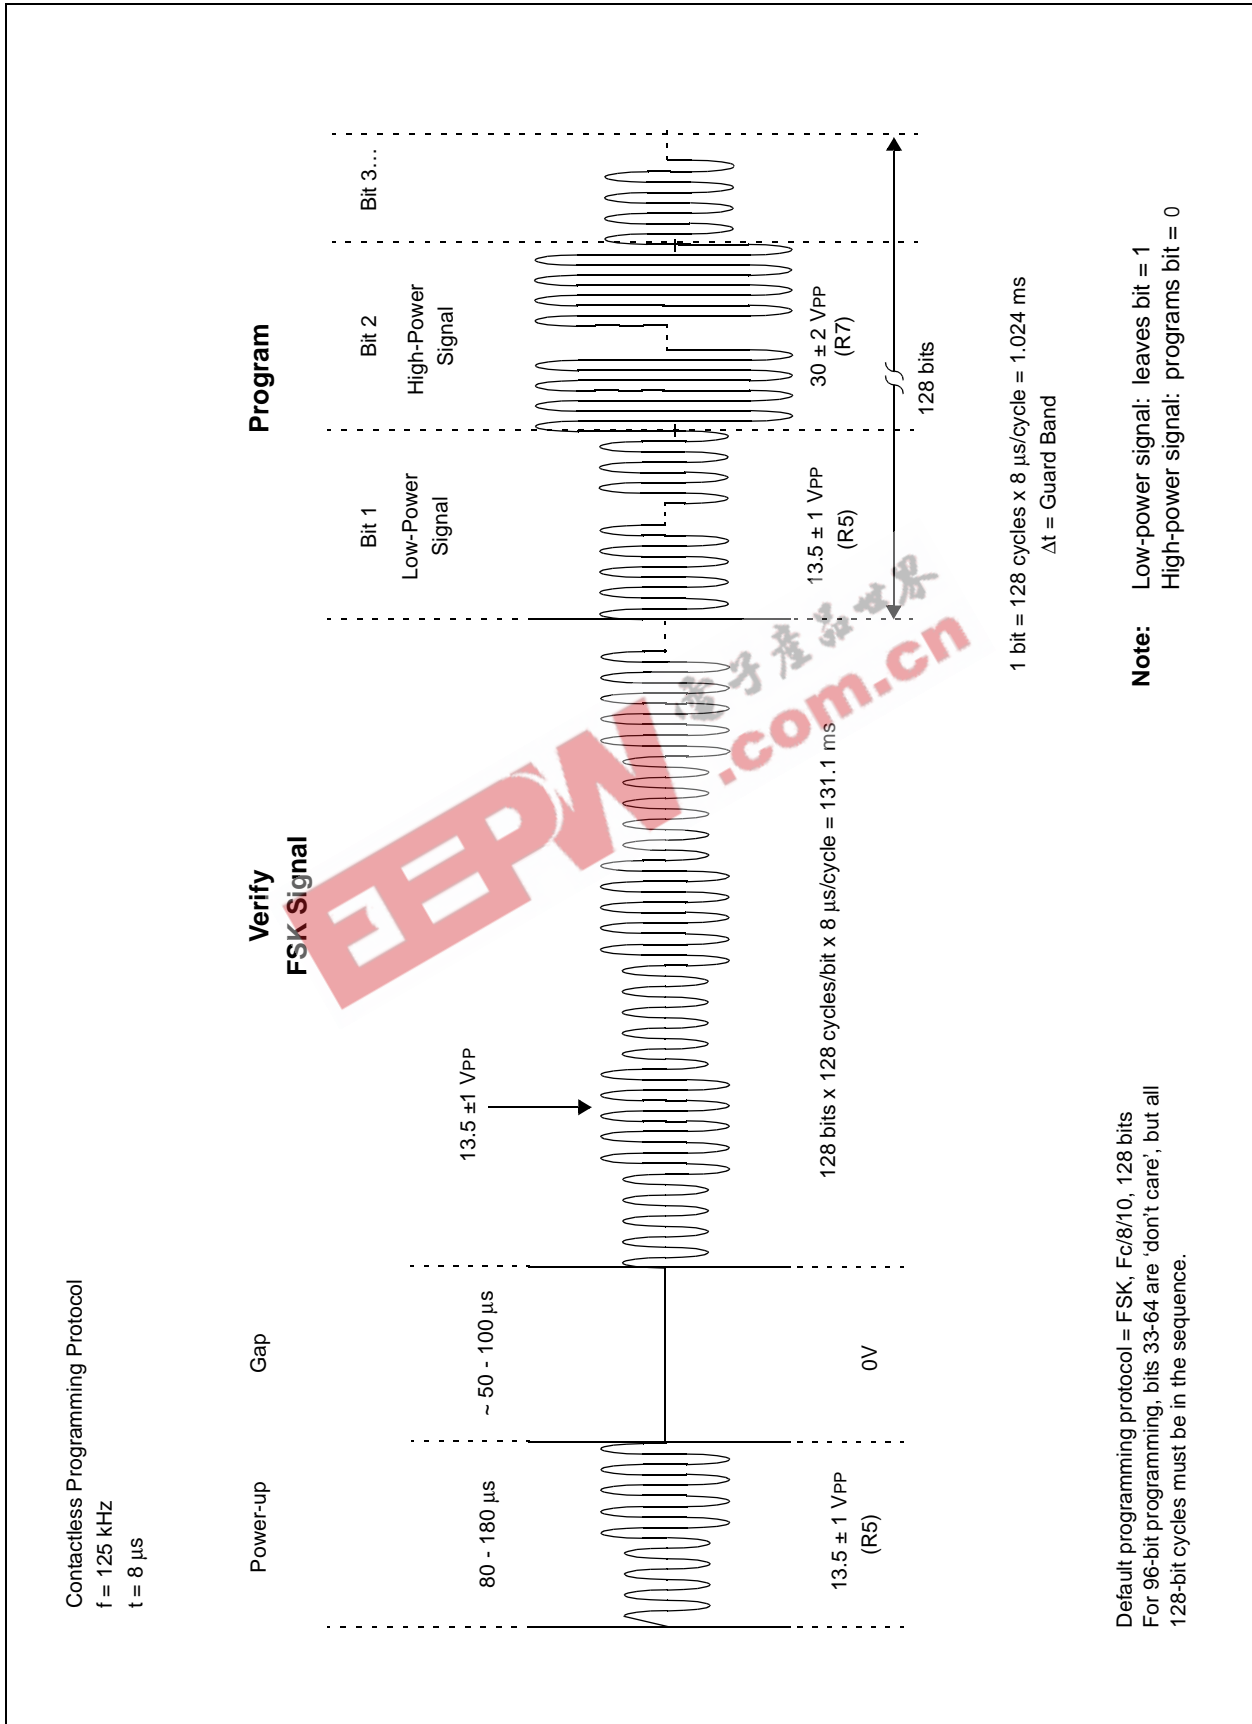 Contactless Programming Protocol
f = 125 kHz
t = 8 µs
Power-up
Gap
Verify
FSK Signal
Program
80 - 180 µs
~ 50 - 100 µs
13.5 ±1 VPP
Bit 1
Low-Power
Signal
Bit 2
High-Power
Signal
Bit 3...
13.5 ± 1 VPP
(R5)
0V
128 bits x 128 cycles/bit x 8 µs/cycle = 131.1 ms
13.5 ± 1 VPP
(R5)
30 ± 2 VPP
(R7)
128 bits
1 bit = 128 cycles x 8 µs/cycle = 1.024 ms
Δt = Guard Band
Default programming protocol = FSK, Fc/8/10, 128 bits
For 96-bit programming, bits 33-64 are ‘don’t care’, but all
128-bit cycles must be in the sequence.
Note: Low-power signal: leaves bit = 1
High-power signal: programs bit = 0
EEPW
電子產品世界
.com.cn